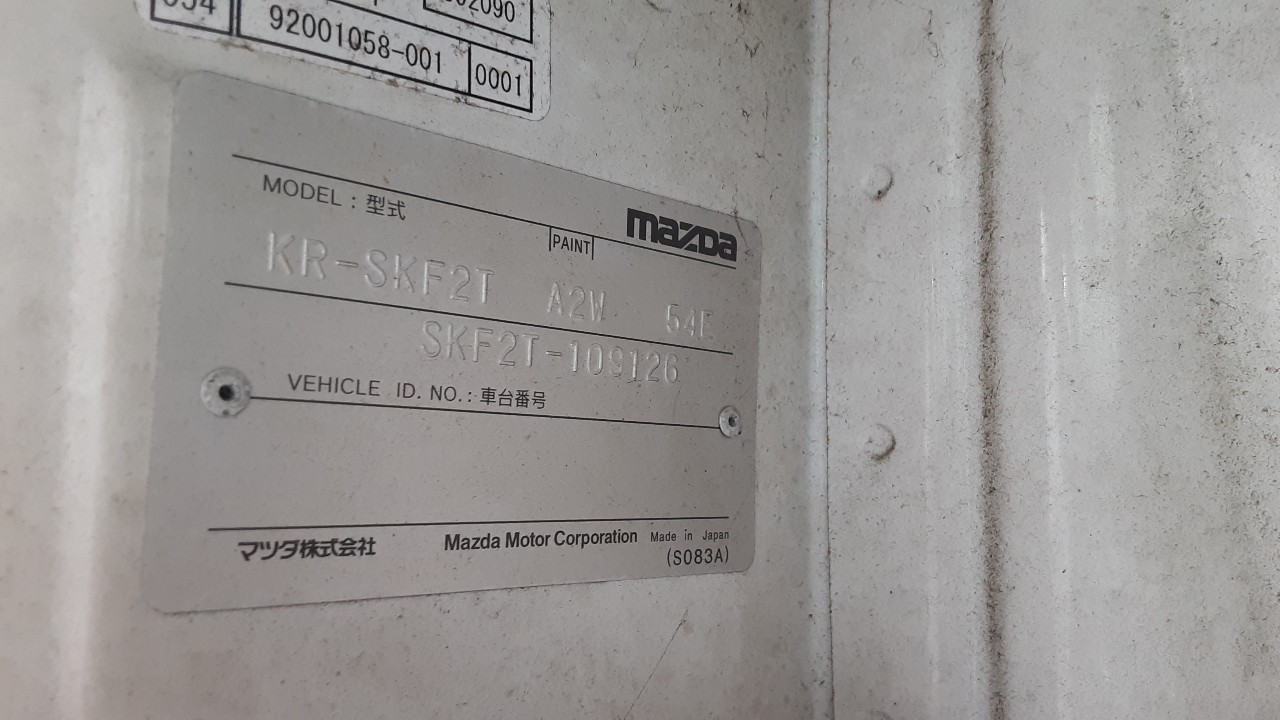 92001058-001 0001
MODEL : 型式
PAINT
mazda
KR-SKF2T A2W 54E
SKF2T-109126
VEHICLE ID. NO. : 車台番号
マツダ株式会社 Mazda Motor Corporation Made in Japan
(S083A)